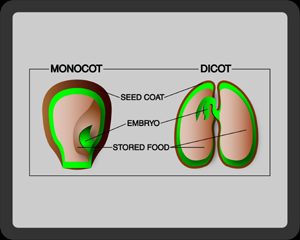 MONOCOT
DICOT
SEED COAT
EMBRYO
STORED FOOD